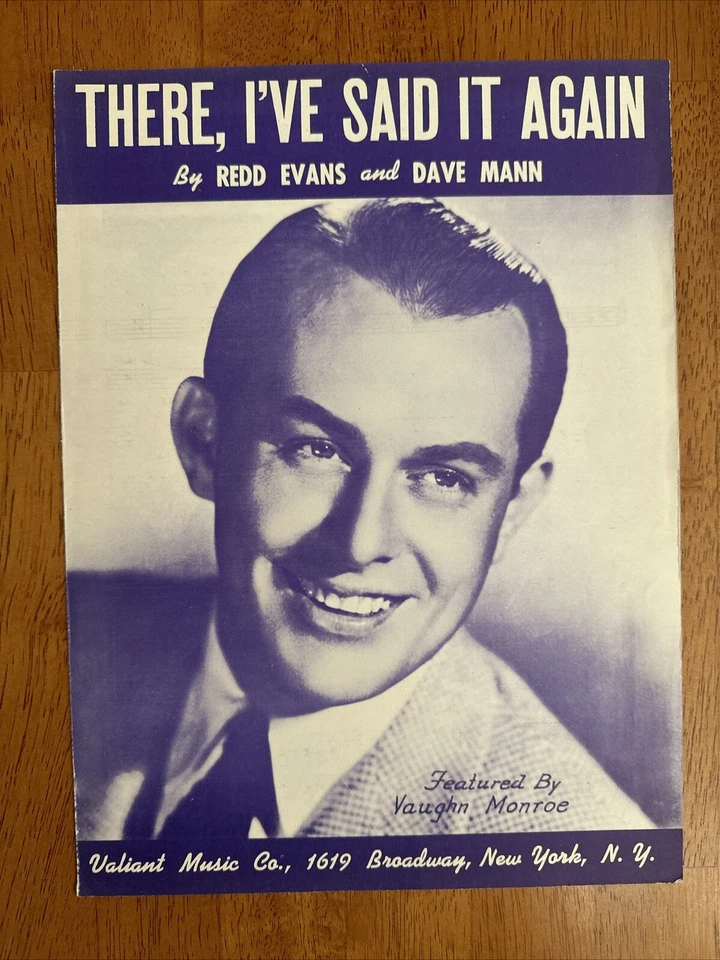 THERE, I'VE SAID IT AGAIN
By REDD EVANS and DAVE MANN
Featured By
Vaughn Monroe
Valiant Music Co., 1619 Broadway, New York, N. Y.